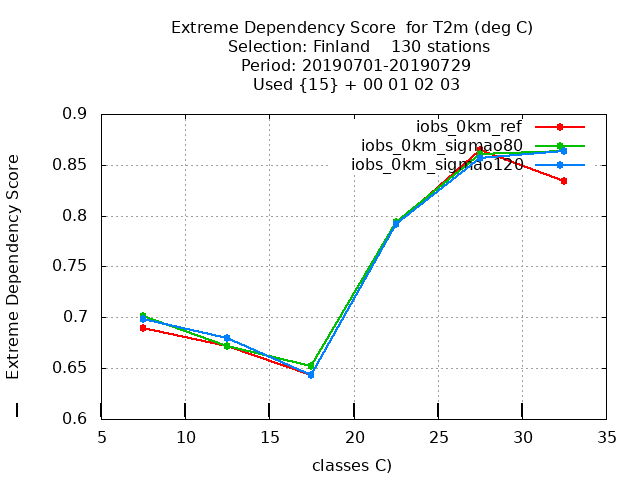 Extreme Dependency Score  for T2m (deg C)
Selection: Finland    130 stations
Period: 20190701-20190729
Used {15} + 00 01 02 03
iobs_0km_ref
iobs_0km_sigmao80
iobs_0km_sigmao120
0.9
0.85
0.8
0.75
0.7
0.65
0.6
Extreme Dependency Score
5 10 15 20 25 30 35
classes C)